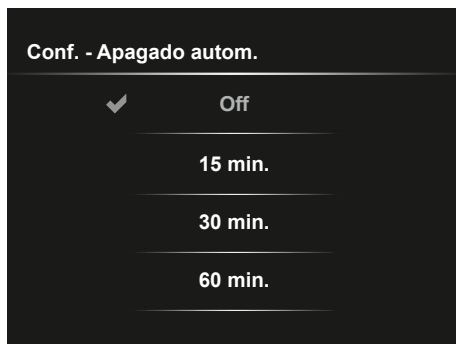 Conf. - Apagado autom.
Off
15 min.
30 min.
60 min.